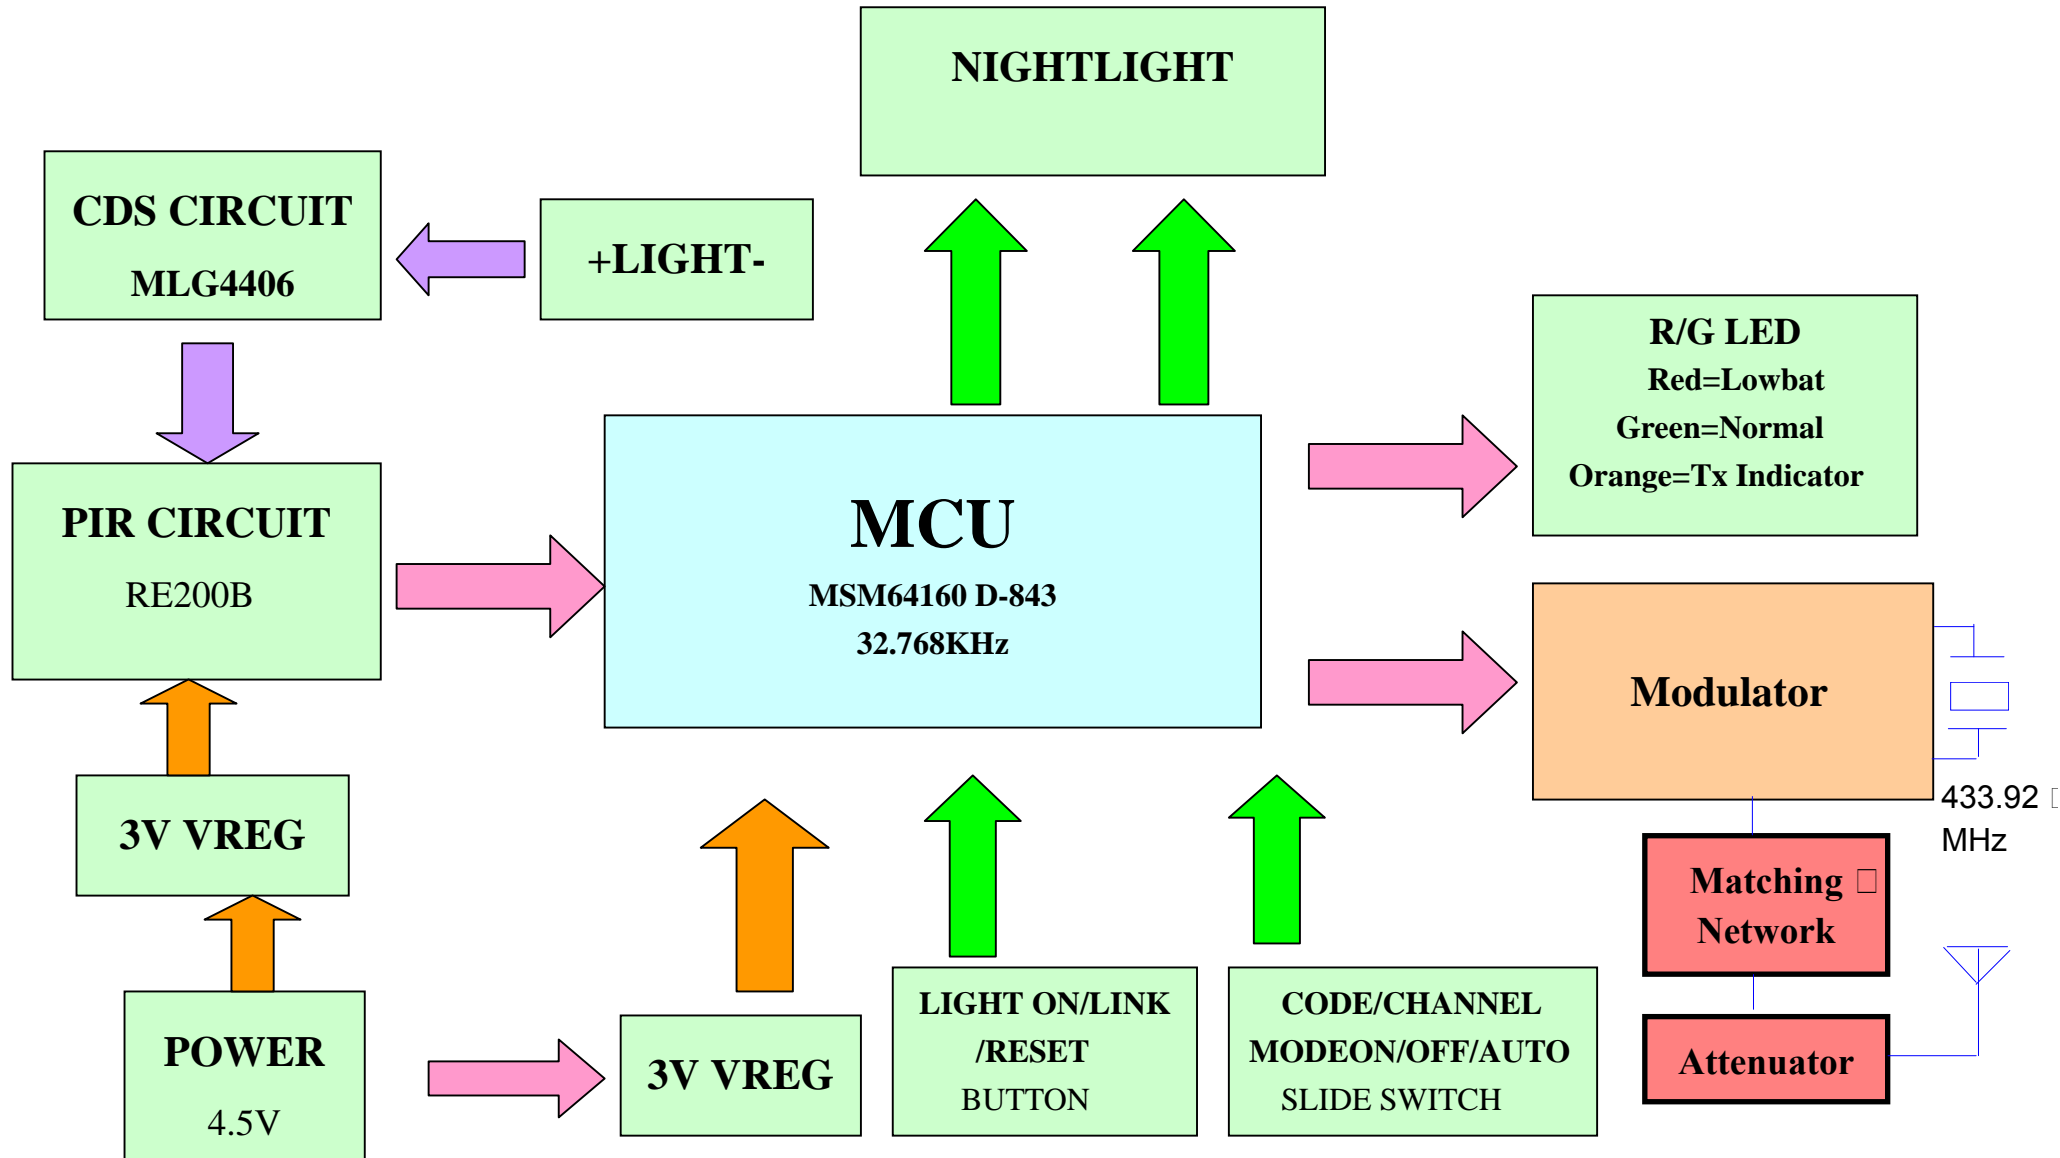 NIGHTLIGHT
CDS CIRCUIT
MLG4406
+LIGHT-
R/G LED
Red=Lowbat
Green=Normal
Orange=Tx Indicator
PIR CIRCUIT
RE200B
MCU
MSM64160 D-843
32.768KHz
Modulator
433.92
MHz
3V VREG
Matching
Network
POWER
4.5V
3V VREG
LIGHT ON/LINK
/RESET
BUTTON
CODE/CHANNEL
MODEON/OFF/AUTO
SLIDE SWITCH
Attenuator